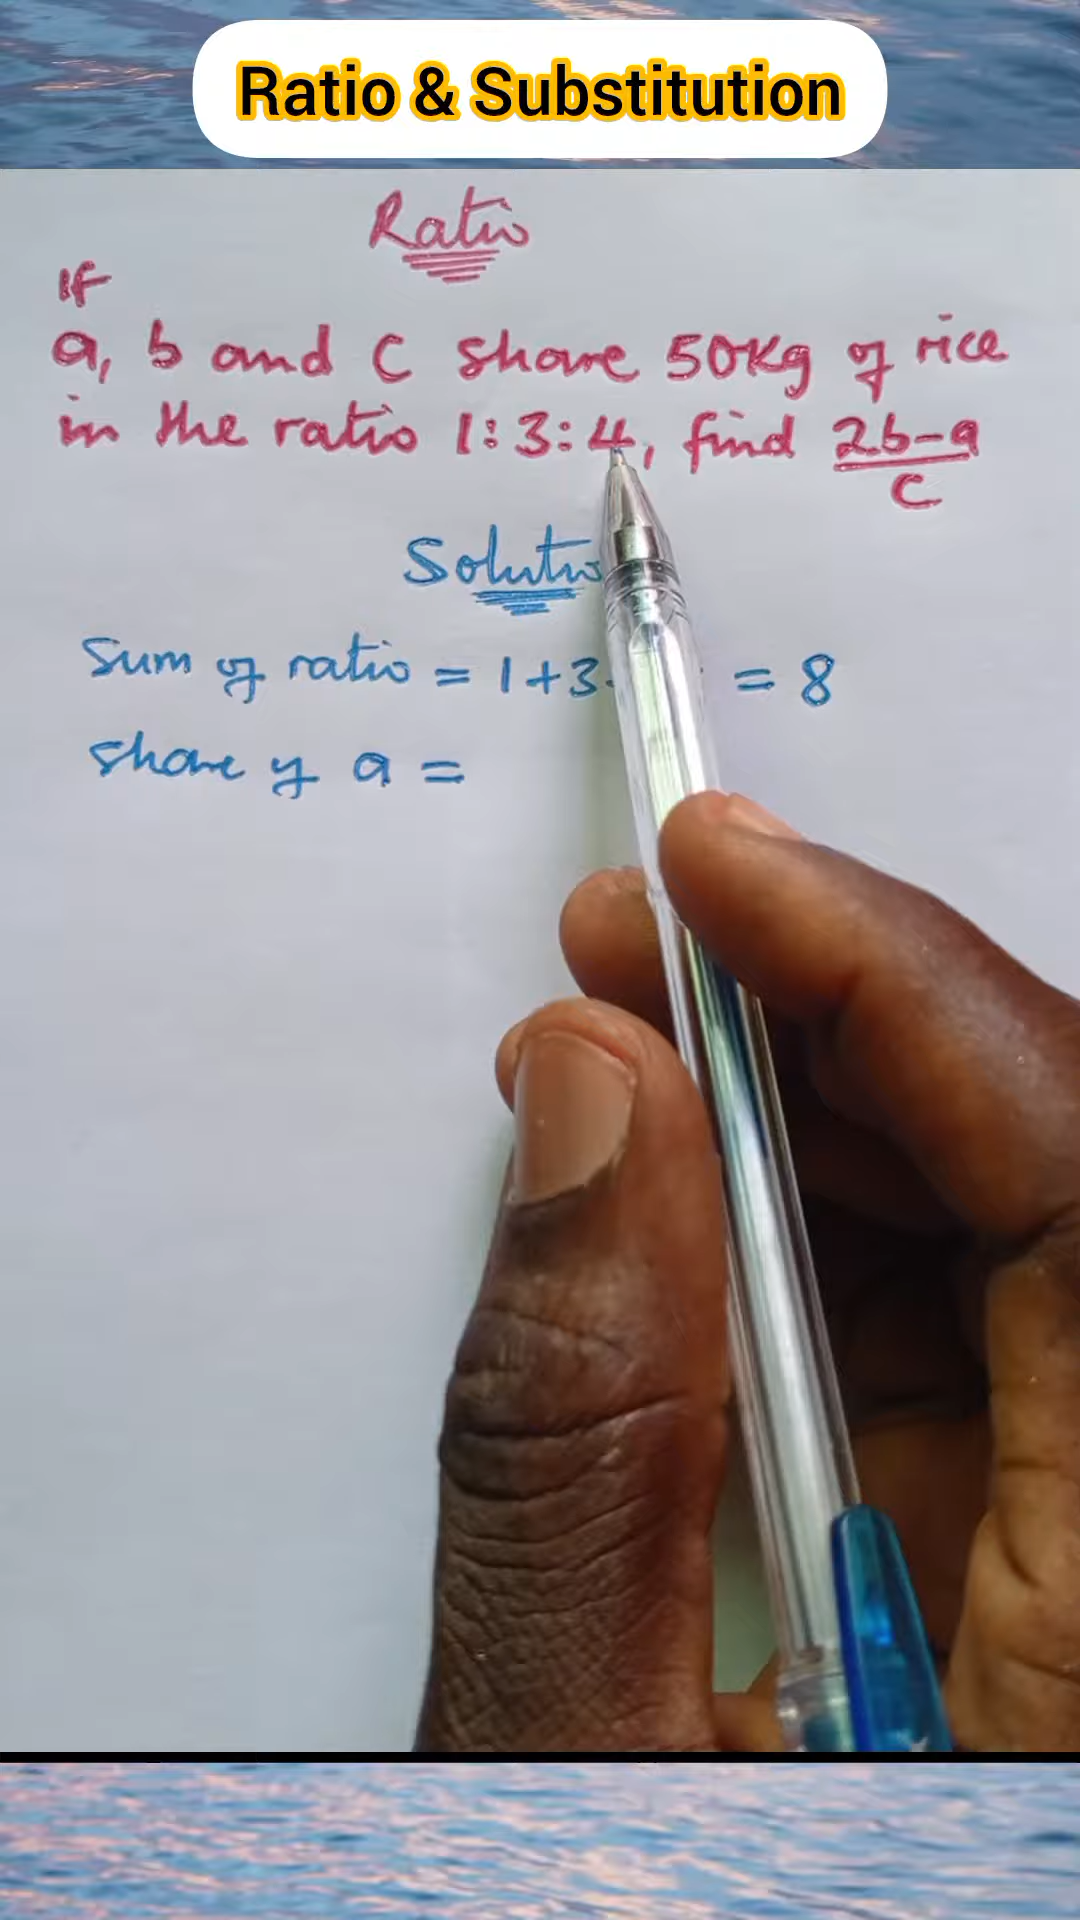 Ratio & Substitution
Ratio
If
a, b and c share 50Kg of rice
in the ratio 1:3:4, find 2b-a
c
Solution
Sum of ratio = 1+3 = 8
share of a =